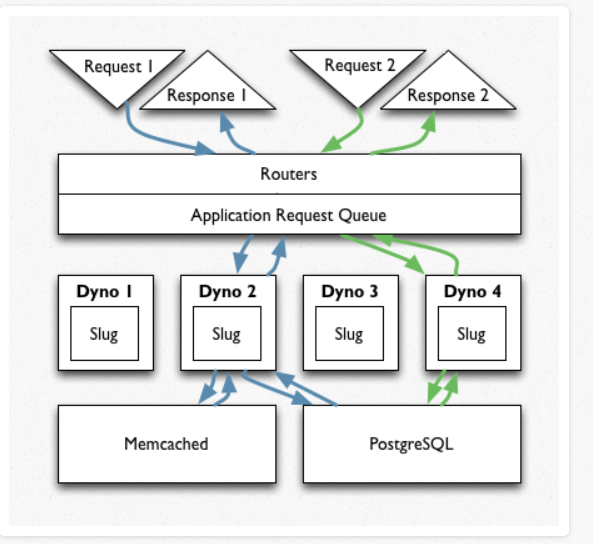 Request 1
Response 1
Request 2
Response 2
Routers
Application Request Queue
Dyno 1
Slug
Dyno 2
Slug
Dyno 3
Slug
Dyno 4
Slug
Memcached
PostgreSQL